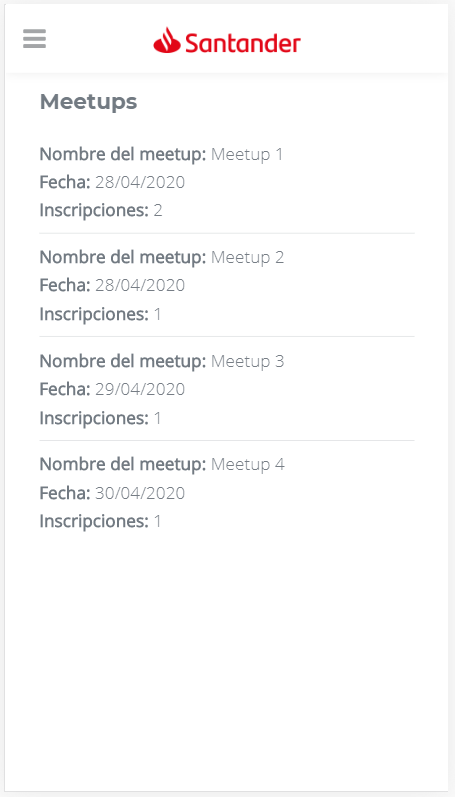 Santander
Meetups
Nombre del meetup: Meetup 1
Fecha: 28/04/2020
Inscripciones: 2
Nombre del meetup: Meetup 2
Fecha: 28/04/2020
Inscripciones: 1
Nombre del meetup: Meetup 3
Fecha: 29/04/2020
Inscripciones: 1
Nombre del meetup: Meetup 4
Fecha: 30/04/2020
Inscripciones: 1